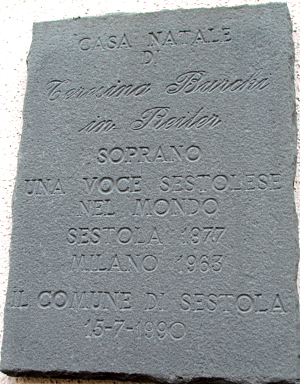 CASA NATALE
DI
Teresina Burchi
in Reiter
SOPRANO
UNA VOCE SESTOLESE
NEL MONDO
SESTOLA 1877
MILANO 1963
IL COMUNE DI SESTOLA
15-7-1990